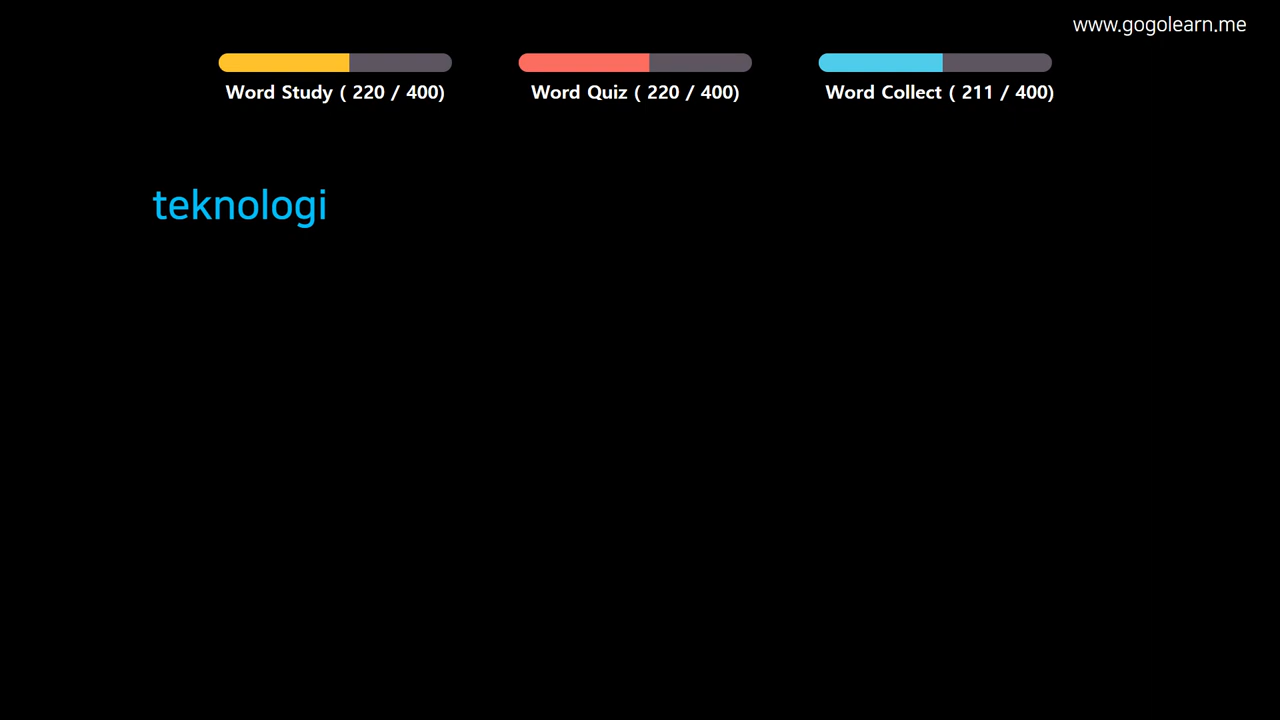 www.gogolearn.me
Word Study ( 220 / 400)
Word Quiz ( 220 / 400)
Word Collect ( 211 / 400)
teknologi